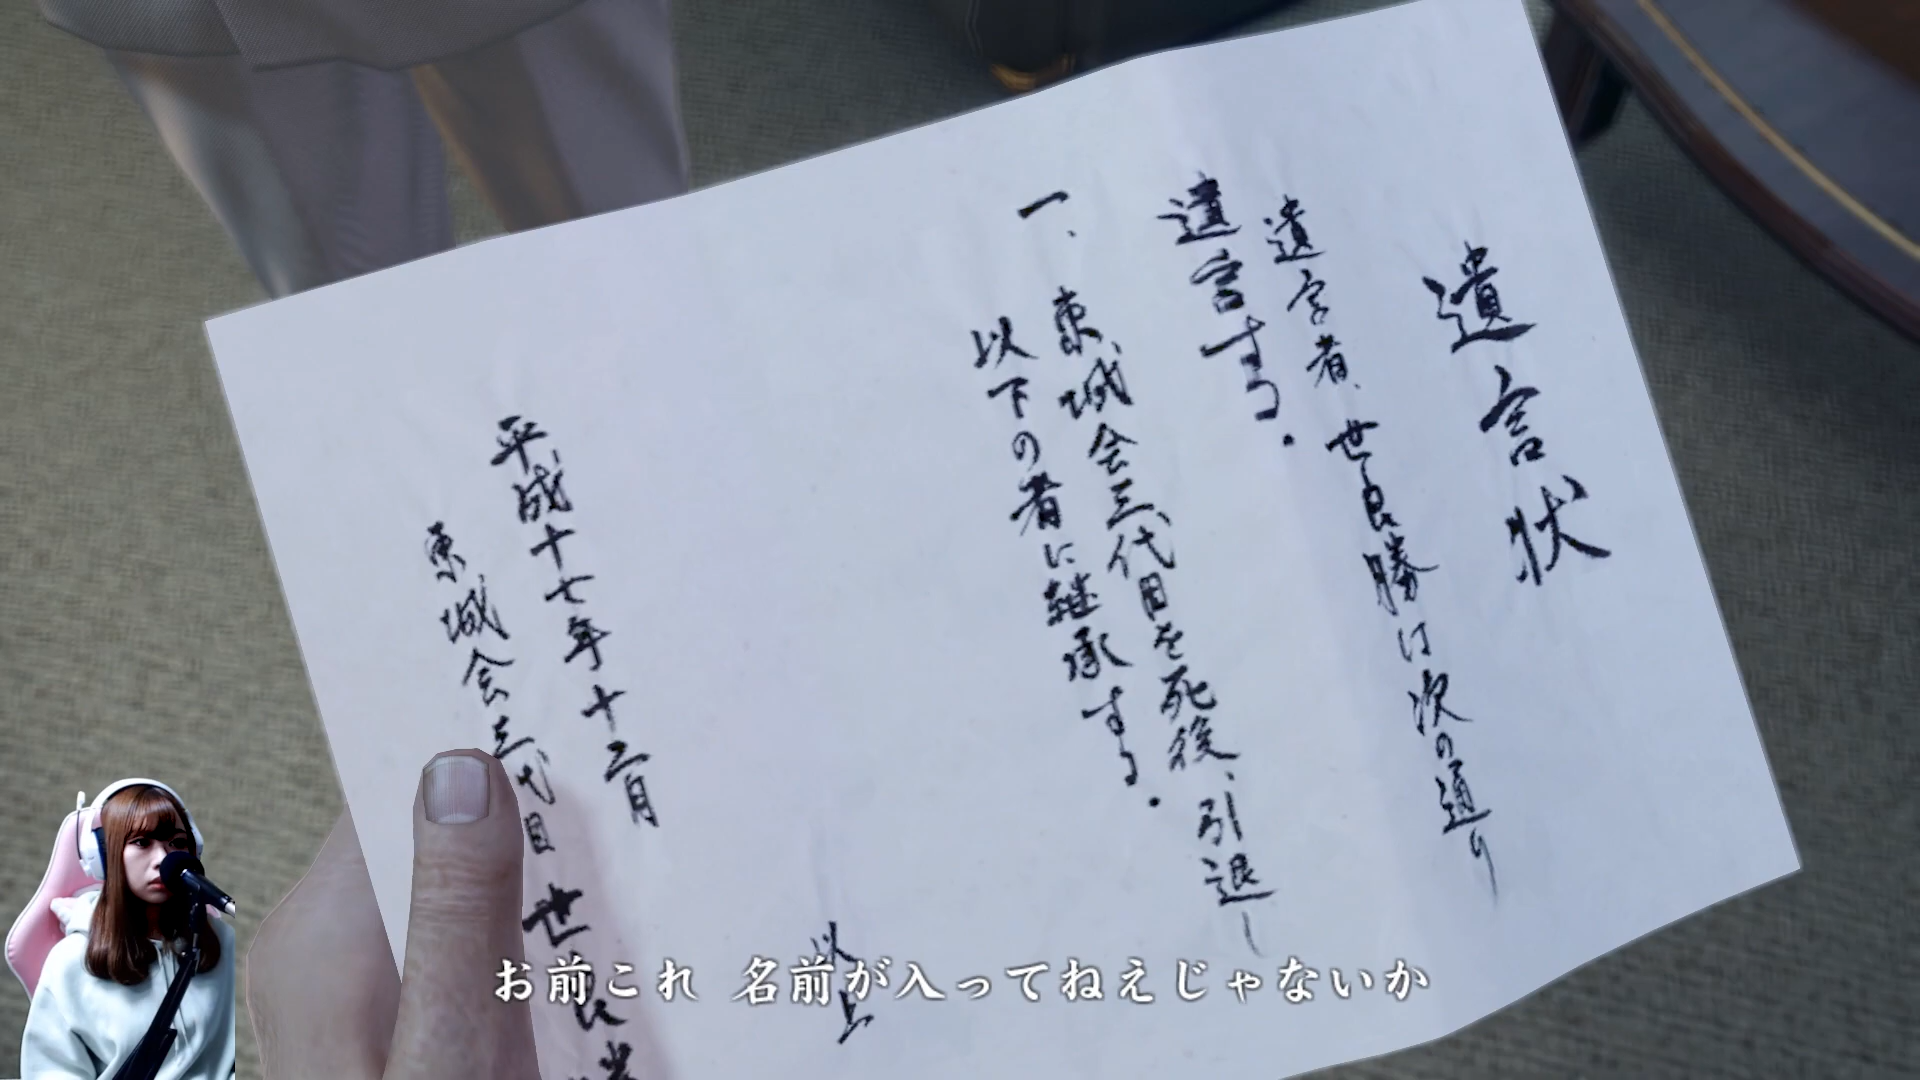 遺言状
遺言者、世良勝は次の通り
遺言する。
一、東城会三代目を死後、引退し
以下の者に継承する。
以上
平成十七年十二月
東城会三代目 世良勝
お前これ 名前が入ってねえじゃないか